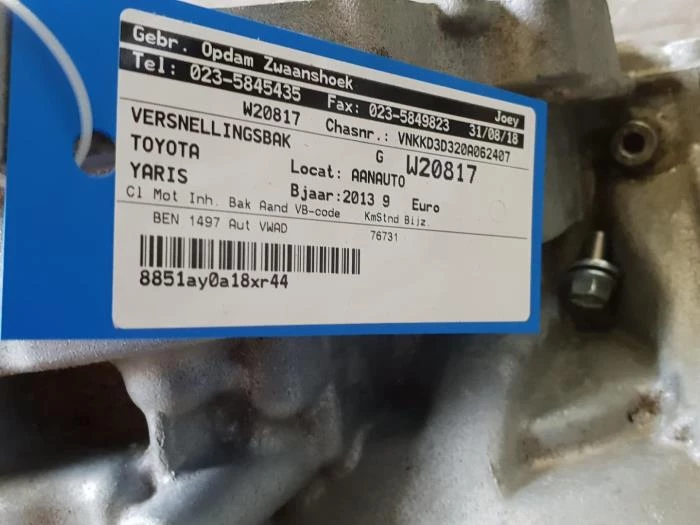 Gebr. Opdam Zwaanshoek Joey
Tel: 023-5845435 Fax: 023-5849823 31/08/18
W20817 Chasnr.: VNKKD3D320A062407
VERSNELLINGSBAK G W20817
TOYOTA Locat: AANAUTO
YARIS Bjaar:2013 9 Euro
Cl Mot Inh. Bak Aand VB-code KmStnd Bijz.
BEN 1497 Aut VWAD 76731
8851ay0a18xr44